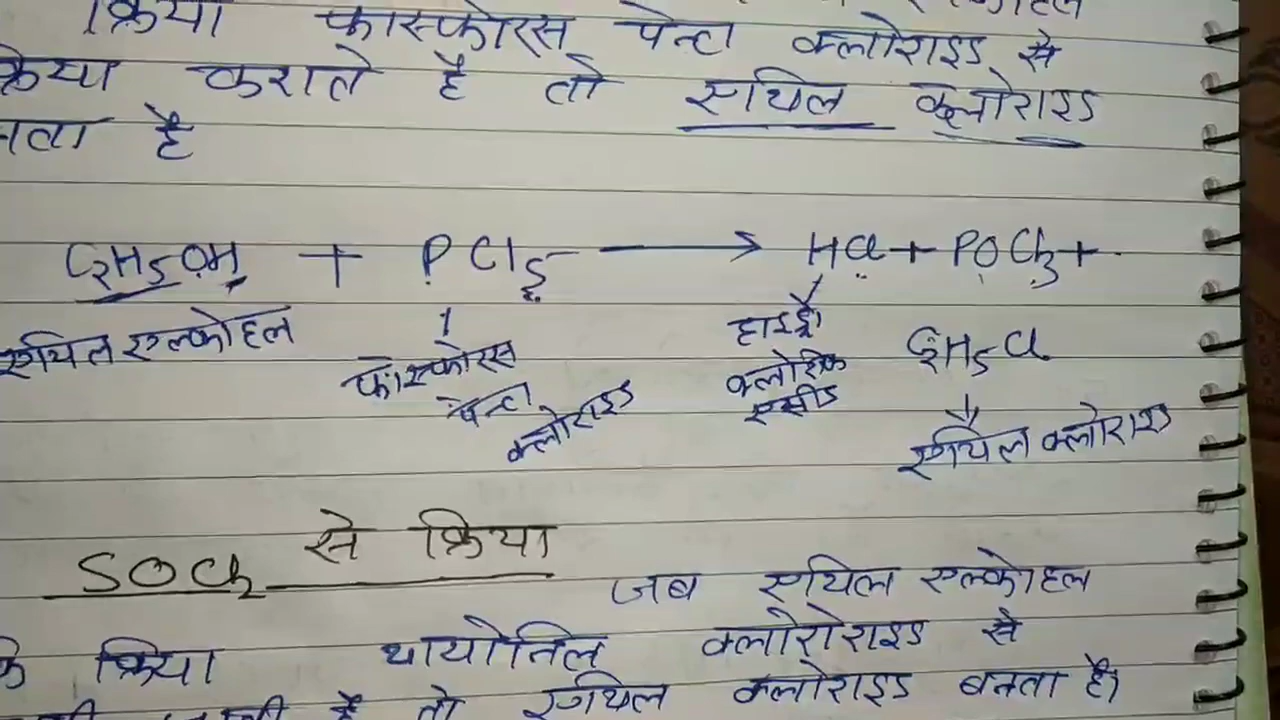 क्रिया फास्फोरस पेन्टा क्लोराइड से
क्रिया कराते है तो एथिल क्लोराइड
नता है
C2H5OH + PCl5 ⟶ HCl + POCl3 +
एथिल एल्कोहल
फास्फोरस
पेन्टा
क्लोराइड
हाइड्रो
क्लोरिक
एसीड
C2H5Cl
एथिल क्लोराइड
SOCl2 से क्रिया
जब एथिल एल्कोहल
के क्रिया थायोनिल क्लोरोराइड से
है तो एथिल क्लोराइड बनता है।